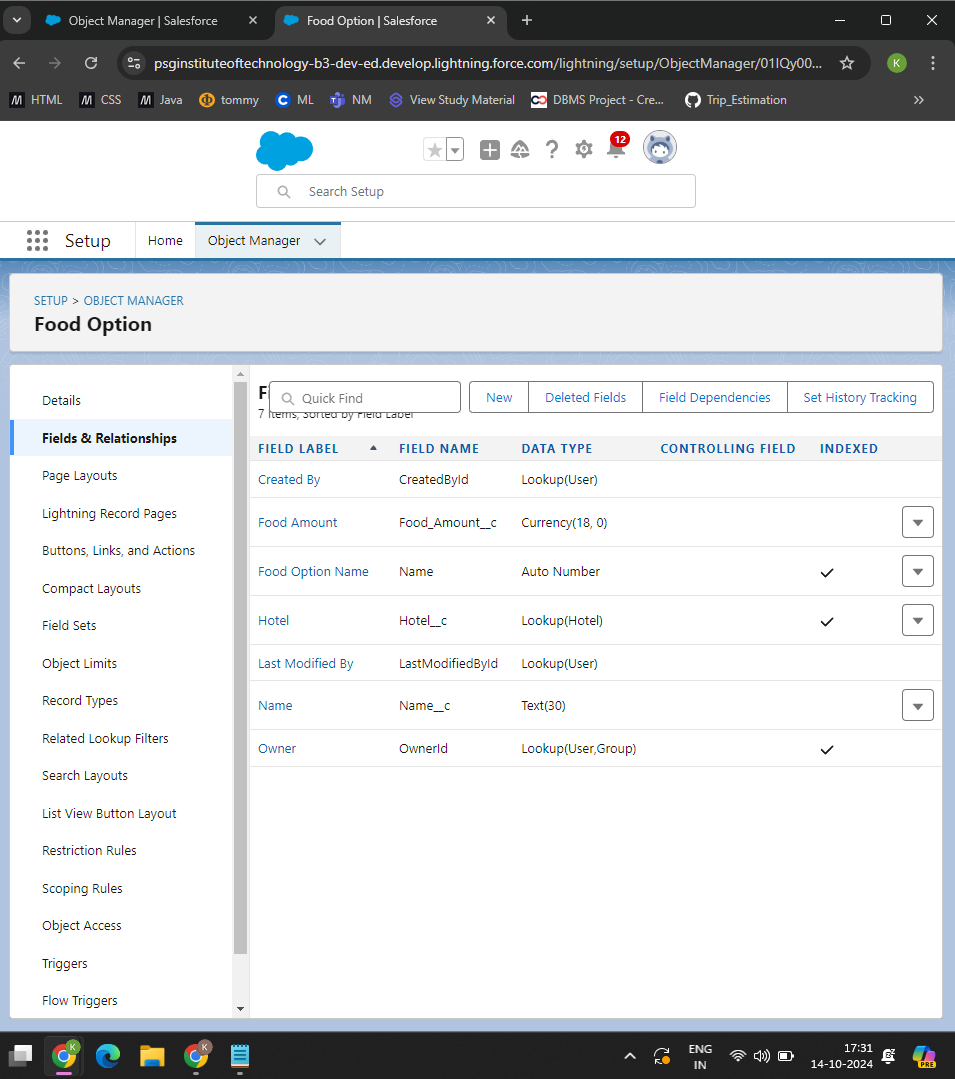 Object Manager | Salesforce
Food Option | Salesforce
psginstituteoftechnology-b3-dev-ed.develop.lightning.force.com/lightning/setup/ObjectManager/01IQy00...
K
HTML
CSS
Java
tommy
ML
NM
View Study Material
DBMS Project - Cre...
Trip_Estimation
12
Search Setup
Setup
Home
Object Manager
SETUP > OBJECT MANAGER
Food Option
Details
Fields & Relationships
Page Layouts
Lightning Record Pages
Buttons, Links, and Actions
Compact Layouts
Field Sets
Object Limits
Record Types
Related Lookup Filters
Search Layouts
List View Button Layout
Restriction Rules
Scoping Rules
Object Access
Triggers
Flow Triggers
Quick Find
New
Deleted Fields
Field Dependencies
Set History Tracking
7 Items, Sorted by Field Label
FIELD LABEL FIELD NAME DATA TYPE CONTROLLING FIELD INDEXED
Created By CreatedById Lookup(User)
Food Amount Food_Amount__c Currency(18, 0)
Food Option Name Name Auto Number
Hotel Hotel__c Lookup(Hotel)
Last Modified By LastModifiedById Lookup(User)
Name Name__c Text(30)
Owner OwnerId Lookup(User,Group)
K
K
ENG
IN
17:31
14-10-2024
PRE